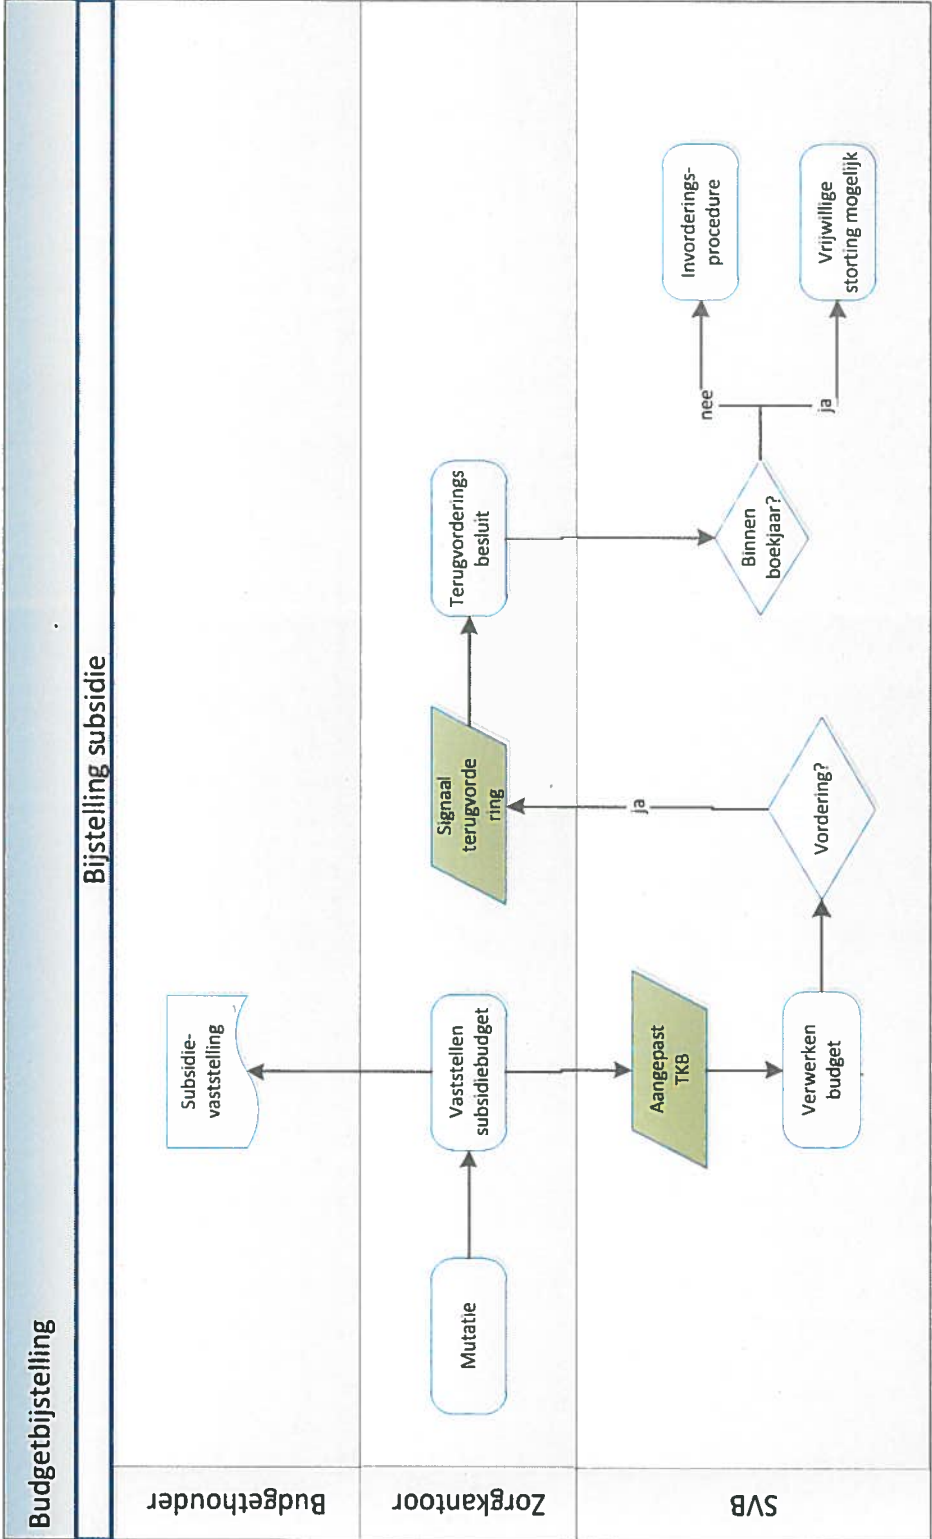 Budgetbijstelling
Bijstelling subsidie
Budgethouder
Subsidie-
vaststelling
Zorgkantoor
Mutatie
Vaststellen
subsidiebudget
Signaal
terugvorde
ring
Terugvorderings
besluit
SVB
Aangepast
TKB
Verwerken
budget
Vordering?
ja
Binnen
boekjaar?
nee
ja
Invorderings-
procedure
Vrijwillige
storting mogelijk